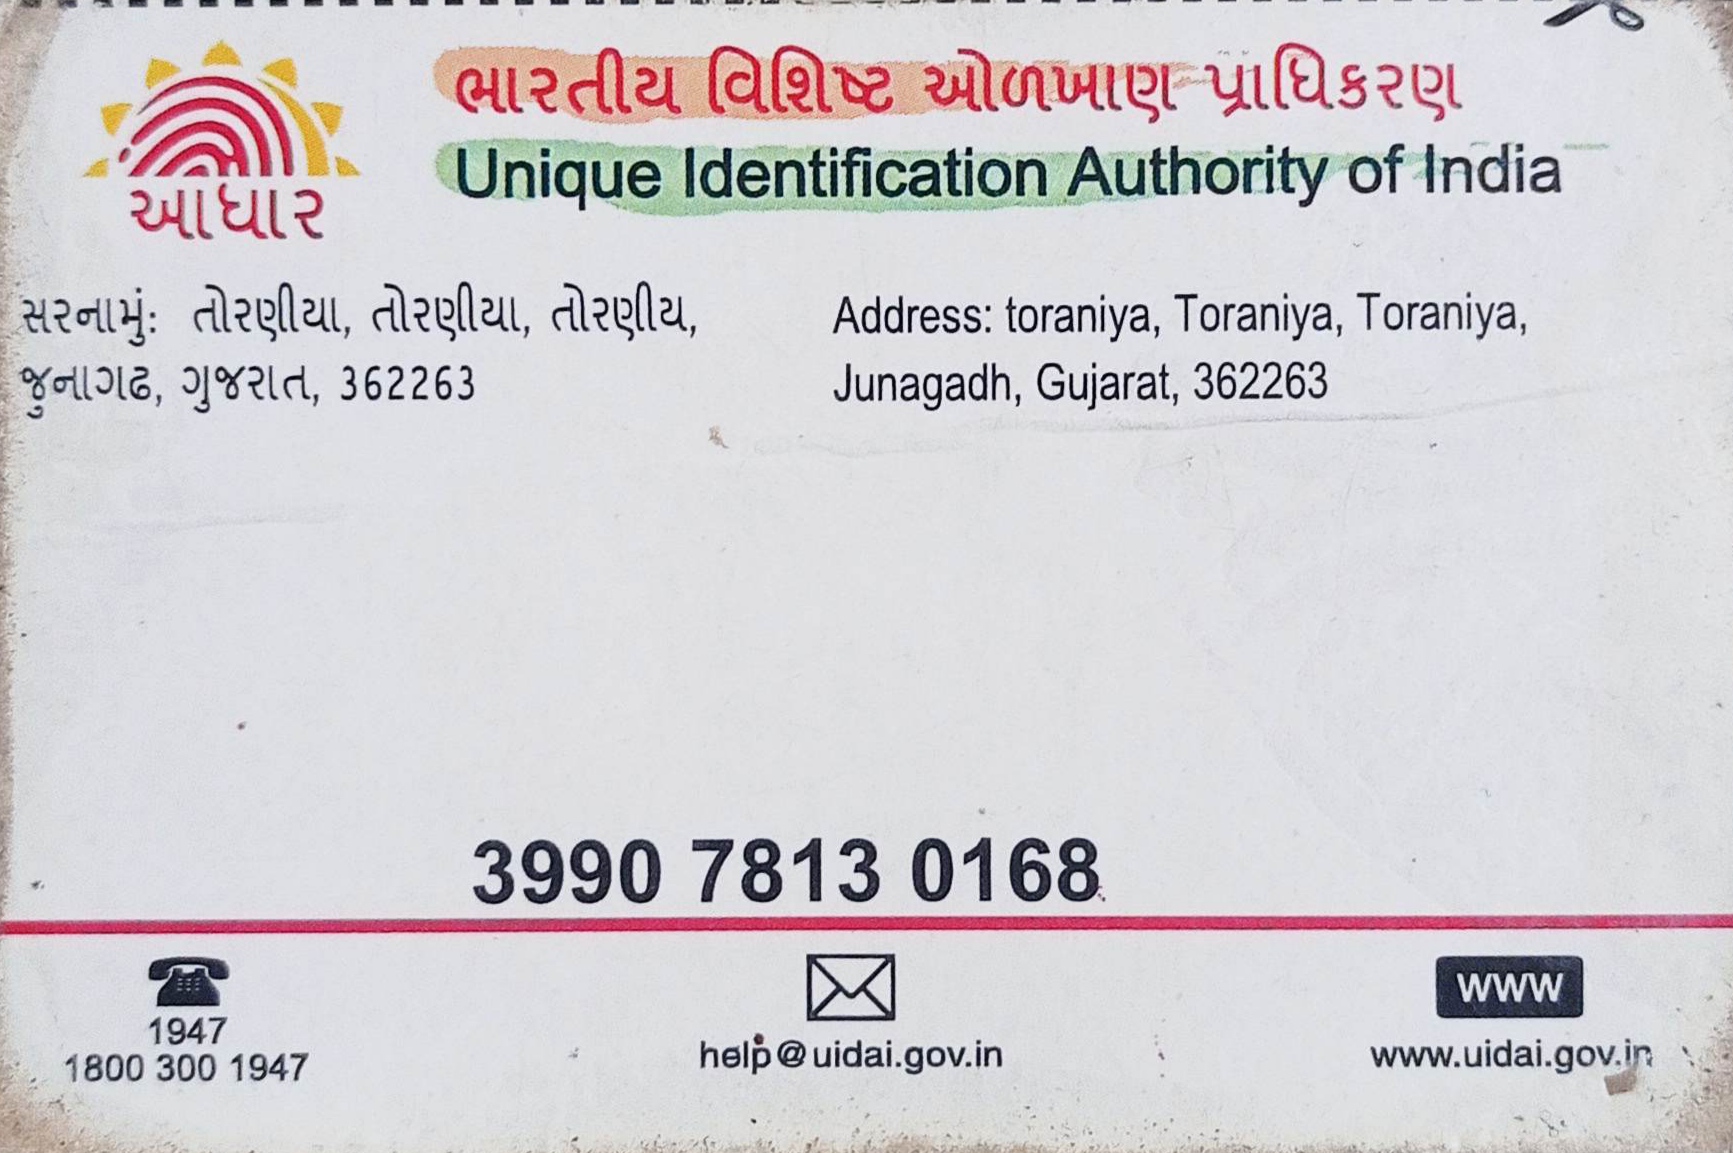 ભારતીય વિશિષ્ટ ઓળખાણ પ્રાધિકરણ
Unique Identification Authority of India
આધાર
સરનામું: તોરણીયા, તોરણીયા, તોરણીય,
જુનાગઢ, ગુજરાત, 362263
Address: toraniya, Toraniya, Toraniya,
Junagadh, Gujarat, 362263
3990 7813 0168
1947
1800 300 1947
help@uidai.gov.in
www
www.uidai.gov.in